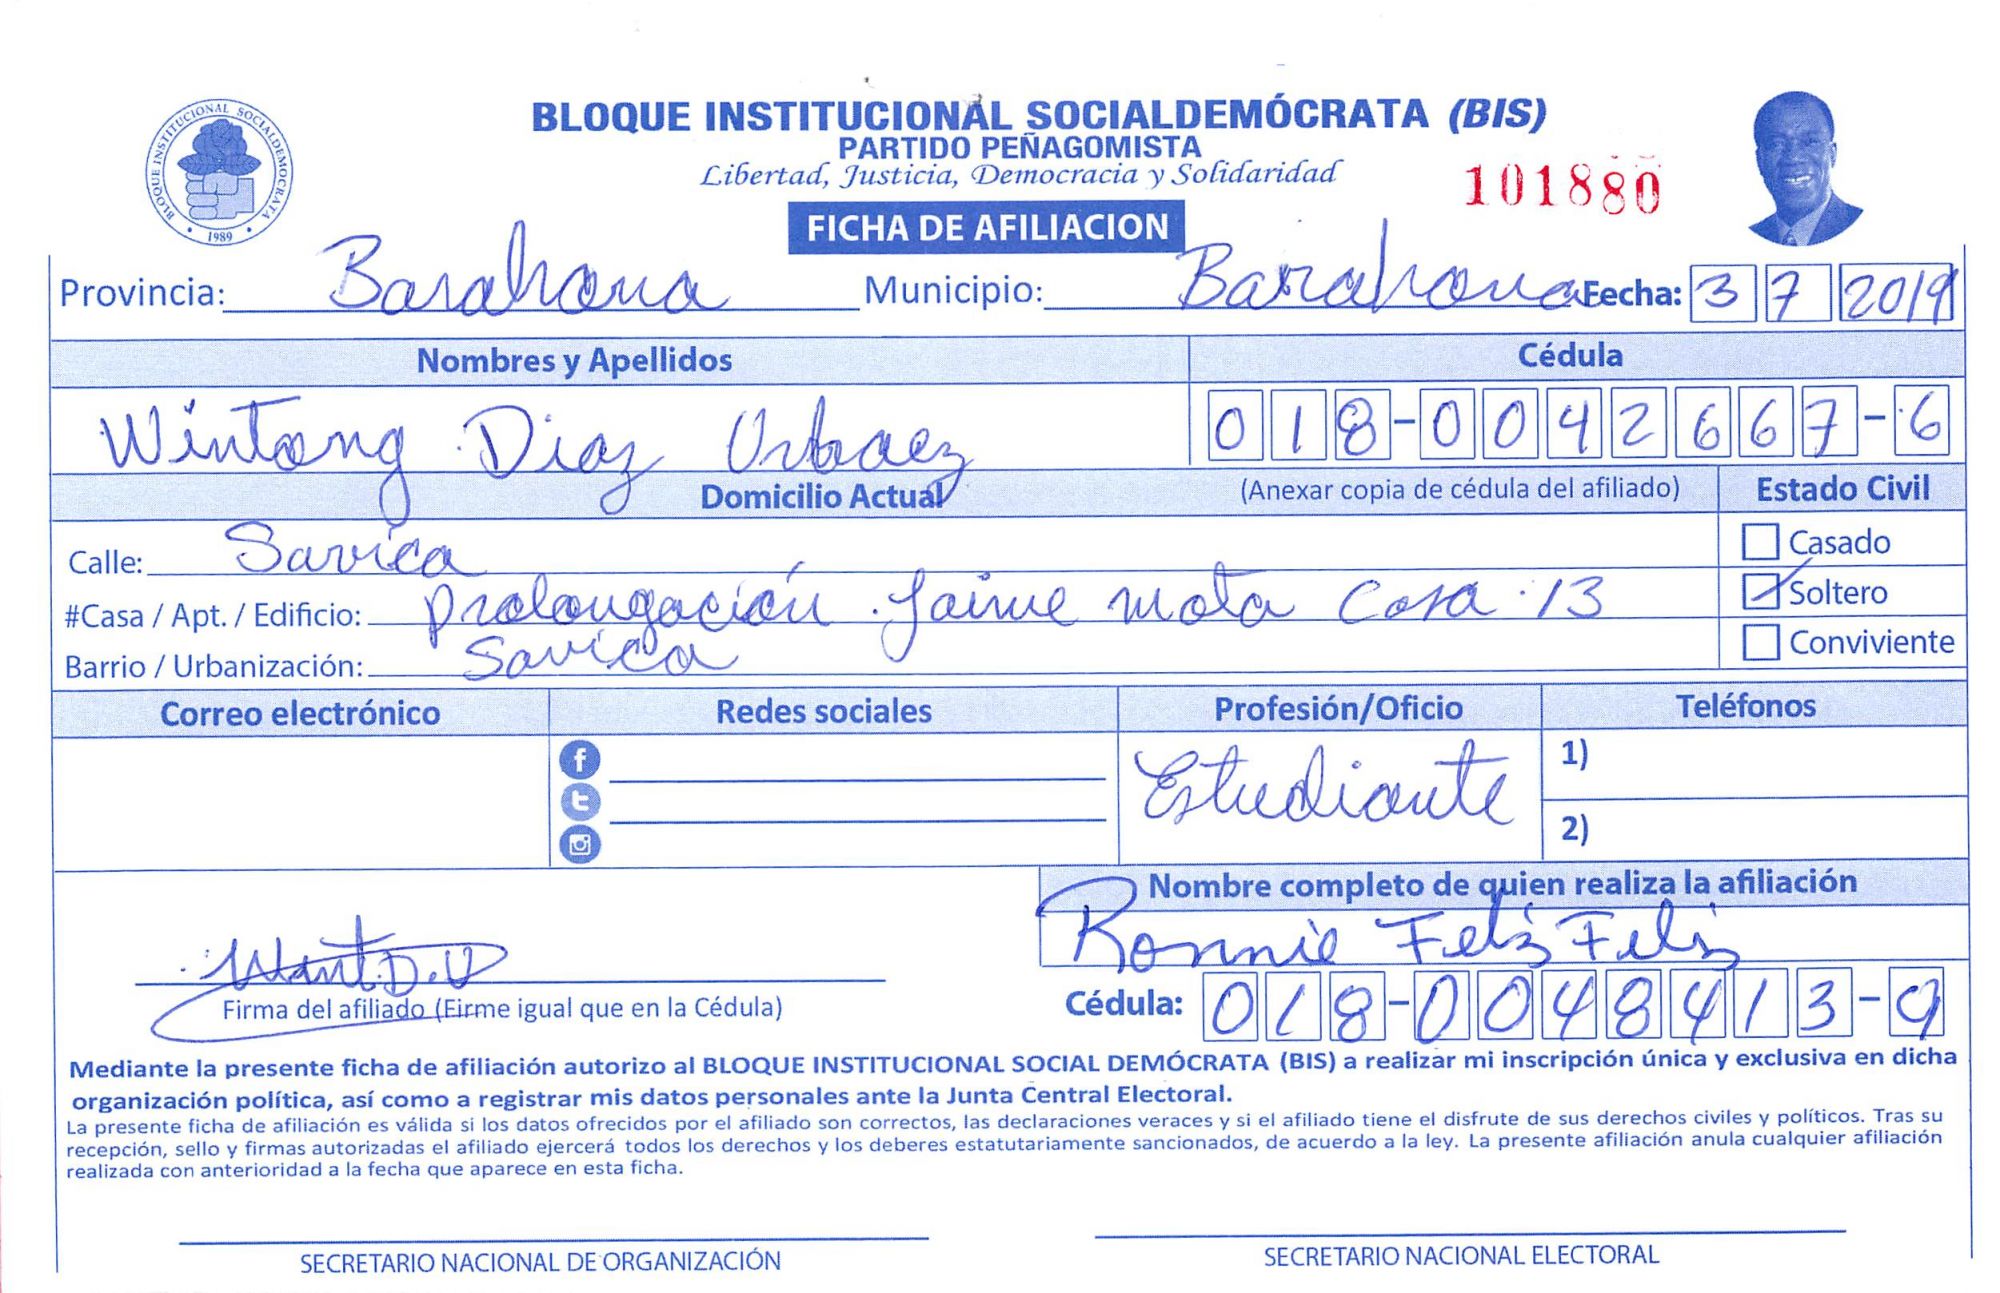 BLOQUE INSTITUCIONAL SOCIALDEMÓCRATA (BIS)
PARTIDO PEÑAGOMISTA
Libertad, Justicia, Democracia y Solidaridad
101880
BLOQUE INSTITUCIONAL SOCIALDEMOCRATA
1989
FICHA DE AFILIACION
Provincia: Barahona Municipio: Barahona Fecha: 3 7 2019
Nombres y Apellidos Cédula
Wintong Diaz Urbaez 018-0042667-6
Domicilio Actual (Anexar copia de cédula del afiliado) Estado Civil
Calle: Savica Casado
#Casa / Apt. / Edificio: Prolongación Jaime mota Casa 13 Soltero
Barrio / Urbanización: Savica Conviviente
Correo electrónico Redes sociales Profesión/Oficio Teléfonos
Estudiante 1)
2)
Nombre completo de quien realiza la afiliación
Ronnie Feliz Feliz
Firma del afiliado (Firme igual que en la Cédula) Cédula: 018-0048413-9
Mediante la presente ficha de afiliación autorizo al BLOQUE INSTITUCIONAL SOCIAL DEMÓCRATA (BIS) a realizar mi inscripción única y exclusiva en dicha
organización política, así como a registrar mis datos personales ante la Junta Central Electoral.
La presente ficha de afiliación es válida si los datos ofrecidos por el afiliado son correctos, las declaraciones veraces y si el afiliado tiene el disfrute de sus derechos civiles y políticos. Tras su
recepción, sello y firmas autorizadas el afiliado ejercerá todos los derechos y los deberes estatutariamente sancionados, de acuerdo a la ley. La presente afiliación anula cualquier afiliación
realizada con anterioridad a la fecha que aparece en esta ficha.
SECRETARIO NACIONAL DE ORGANIZACIÓN SECRETARIO NACIONAL ELECTORAL